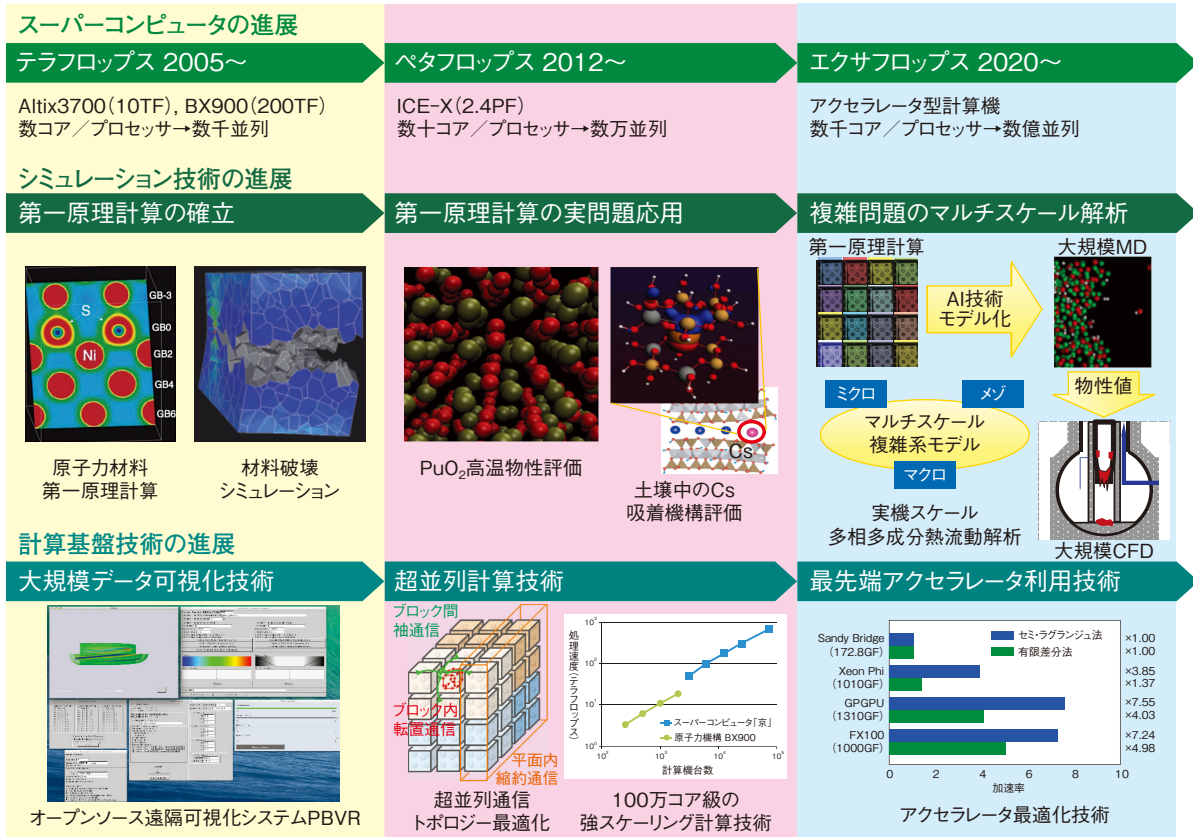 スーパーコンピュータの進展
テラフロップス 2005～
ペタフロップス 2012～
エクサフロップス 2020～
Altix3700(10TF), BX900(200TF)
数コア／プロセッサ→数千並列
ICE-X(2.4PF)
数十コア／プロセッサ→数万並列
アクセラレータ型計算機
数千コア／プロセッサ→数億並列
シミュレーション技術の進展
第一原理計算の確立
第一原理計算の実問題応用
複雑問題のマルチスケール解析
S
Ni
GB-3
GB0
GB2
GB4
GB6
原子力材料
第一原理計算
材料破壊
シミュレーション
PuO₂高温物性評価
Cs
土壌中のCs
吸着機構評価
第一原理計算
AI技術
モデル化
大規模MD
物性値
ミクロ
メゾ
マルチスケール
複雑系モデル
マクロ
実機スケール
多相多成分熱流動解析
大規模CFD
計算基盤技術の進展
大規模データ可視化技術
超並列計算技術
最先端アクセラレータ利用技術
オープンソース遠隔可視化システムPBVR
ブロック間
袖通信
ブロック内
転置通信
平面内
縮約通信
超並列通信
トポロジー最適化
処理速度（テラフロップス）
10³
10²
10¹
10⁰
スーパーコンピュータ「京」
原子力機構 BX900
10²
10³
10⁴
10⁵
計算機台数
100万コア級の
強スケーリング計算技術
セミ・ラグランジュ法
有限差分法
Sandy Bridge
(172.8GF)
×1.00
×1.00
Xeon Phi
(1010GF)
×3.85
×1.37
GPGPU
(1310GF)
×7.55
×4.03
FX100
(1000GF)
×7.24
×4.98
0 2 4 6 8 10
加速率
アクセラレータ最適化技術